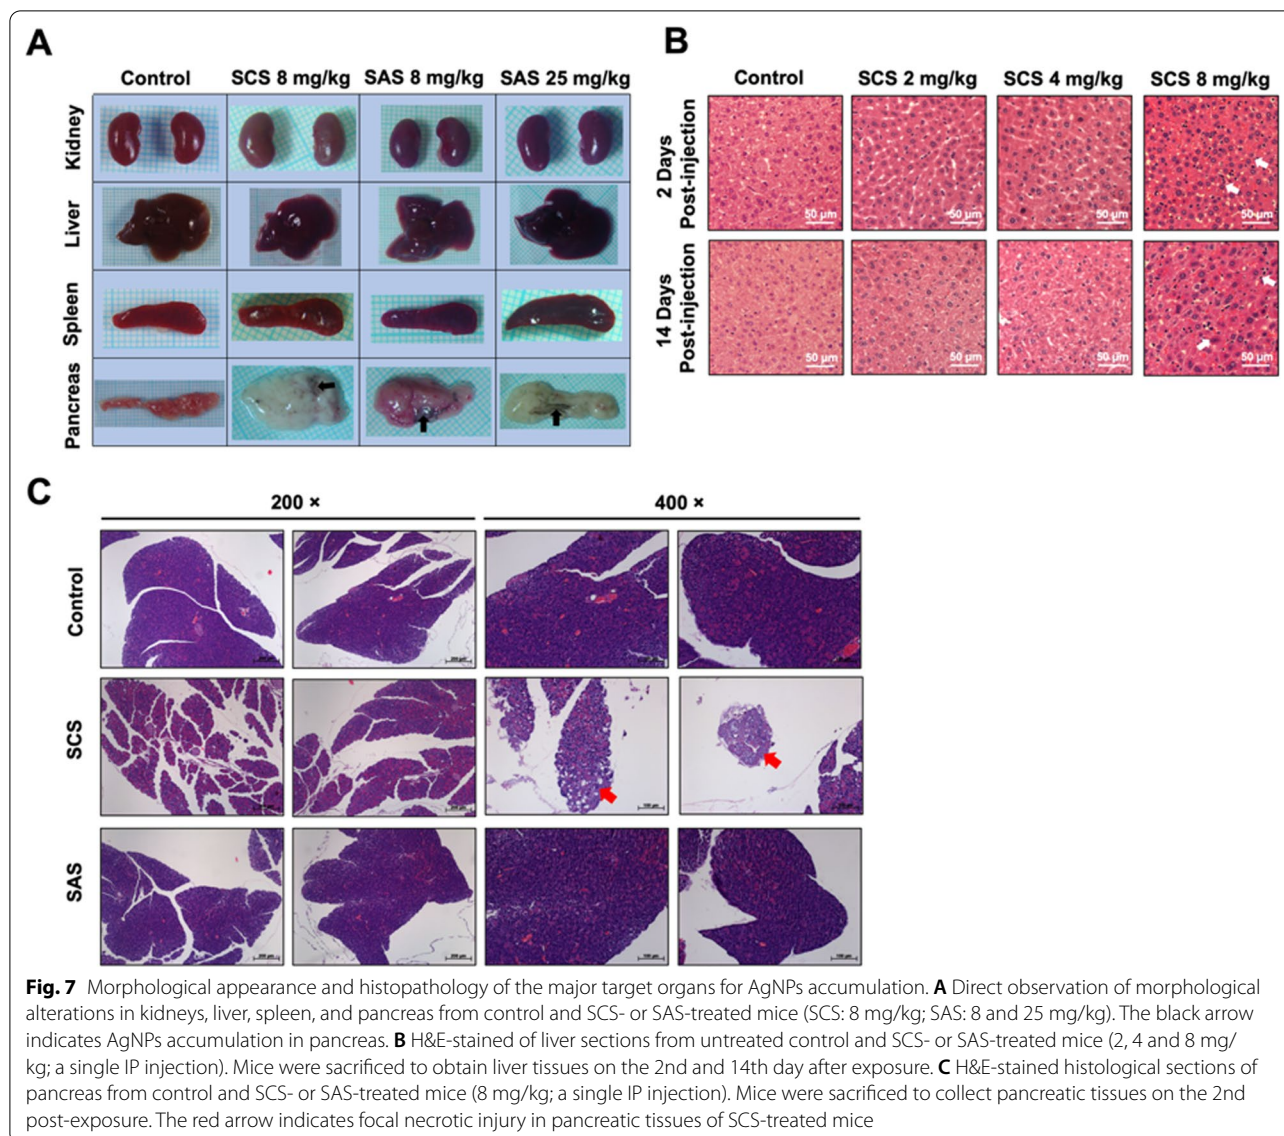 A
Control SCS 8 mg/kg SAS 8 mg/kg SAS 25 mg/kg
Kidney
Liver
Spleen
Pancreas
B
Control SCS 2 mg/kg SCS 4 mg/kg SCS 8 mg/kg
2 Days
Post-injection
50 µm 50 µm 50 µm 50 µm
14 Days
Post-injection
50 µm 50 µm 50 µm 50 µm
C
200 × 400 ×
Control
SCS
SAS
Fig. 7 Morphological appearance and histopathology of the major target organs for AgNPs accumulation. A Direct observation of morphological
alterations in kidneys, liver, spleen, and pancreas from control and SCS- or SAS-treated mice (SCS: 8 mg/kg; SAS: 8 and 25 mg/kg). The black arrow
indicates AgNPs accumulation in pancreas. B H&E-stained of liver sections from untreated control and SCS- or SAS-treated mice (2, 4 and 8 mg/
kg; a single IP injection). Mice were sacrificed to obtain liver tissues on the 2nd and 14th day after exposure. C H&E-stained histological sections of
pancreas from control and SCS- or SAS-treated mice (8 mg/kg; a single IP injection). Mice were sacrificed to collect pancreatic tissues on the 2nd
post-exposure. The red arrow indicates focal necrotic injury in pancreatic tissues of SCS-treated mice